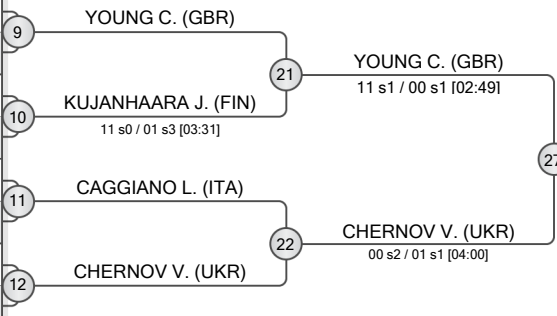 YOUNG C. (GBR)
9
21
YOUNG C. (GBR)
11 s1 / 00 s1 [02:49]
KUJANHAARA J. (FIN)
10
11 s0 / 01 s3 [03:31]
27
CAGGIANO L. (ITA)
11
22
CHERNOV V. (UKR)
00 s2 / 01 s1 [04:00]
CHERNOV V. (UKR)
12